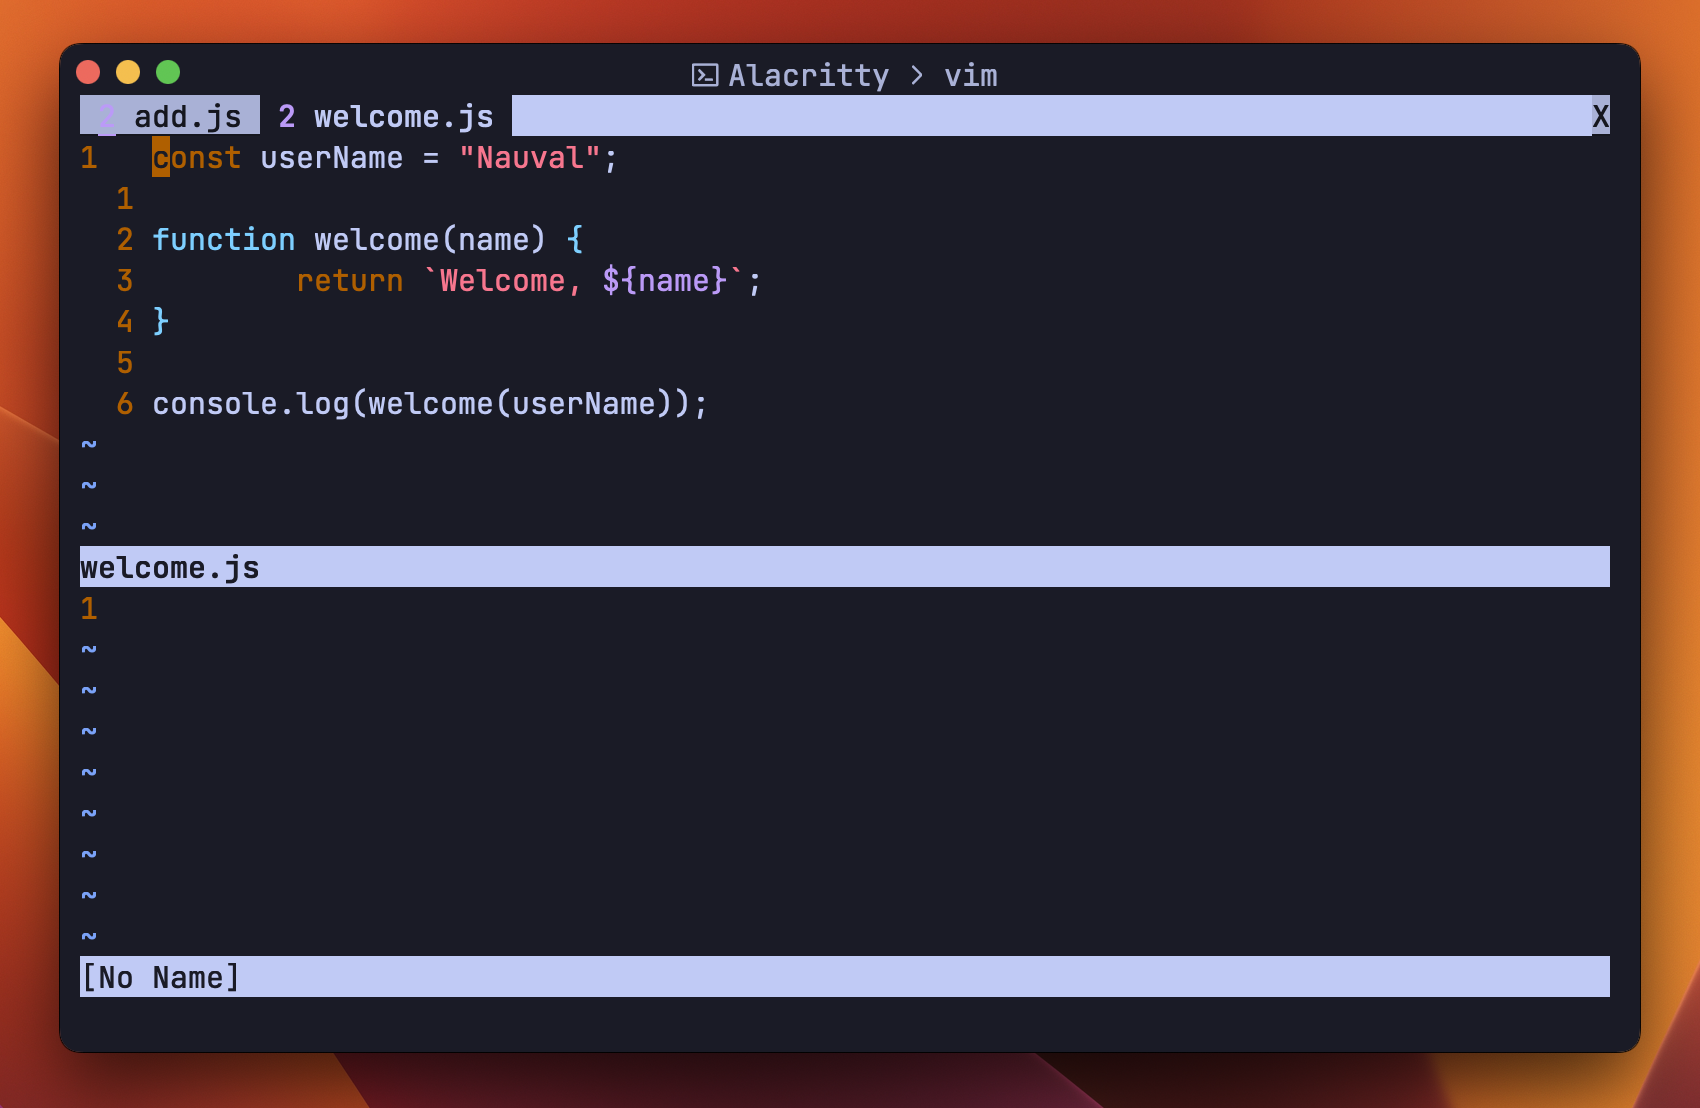 Alacritty > vim
2 add.js 2 welcome.js X
1 const userName = "Nauval";
1
2 function welcome(name) {
3 return `Welcome, ${name}`;
4 }
5
6 console.log(welcome(userName));
~
~
~
welcome.js
1
~
~
~
~
~
~
~
~
[No Name]